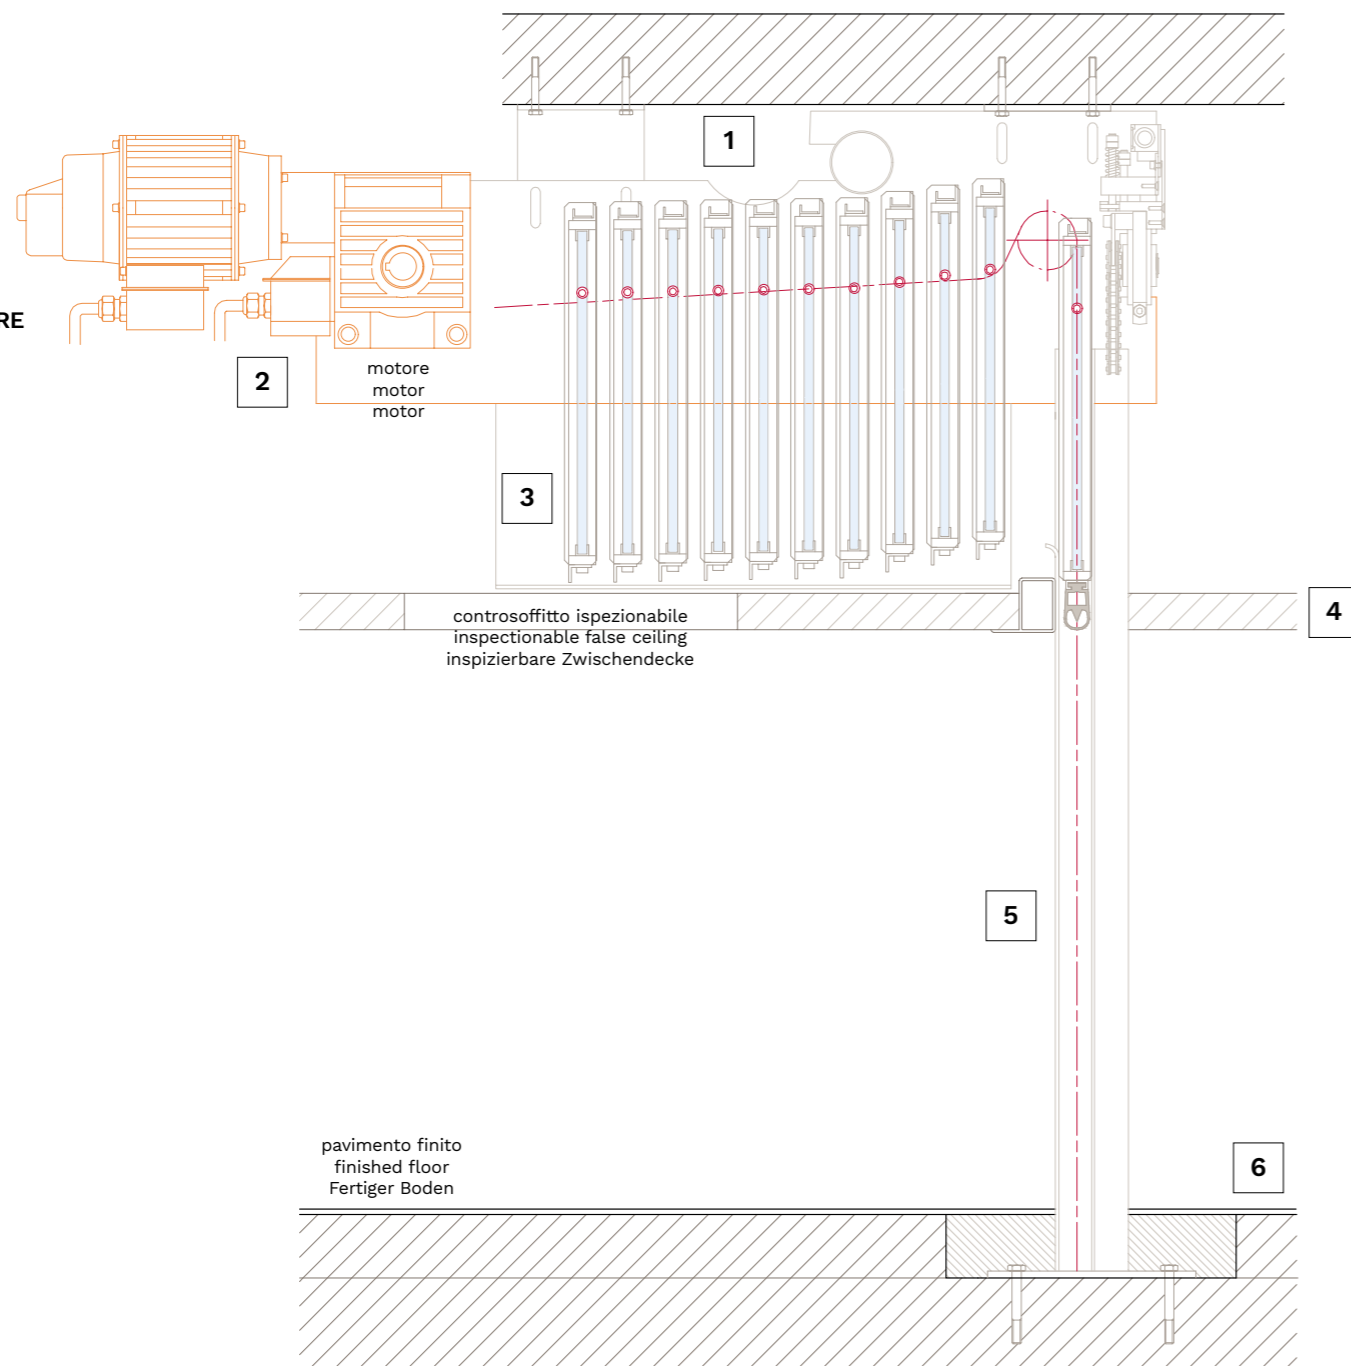 1
RE
2
motore
motor
motor
3
controsoffitto ispezionabile
inspectionable false ceiling
inspizierbare Zwischendecke
4
5
pavimento finito
finished floor
Fertiger Boden
6